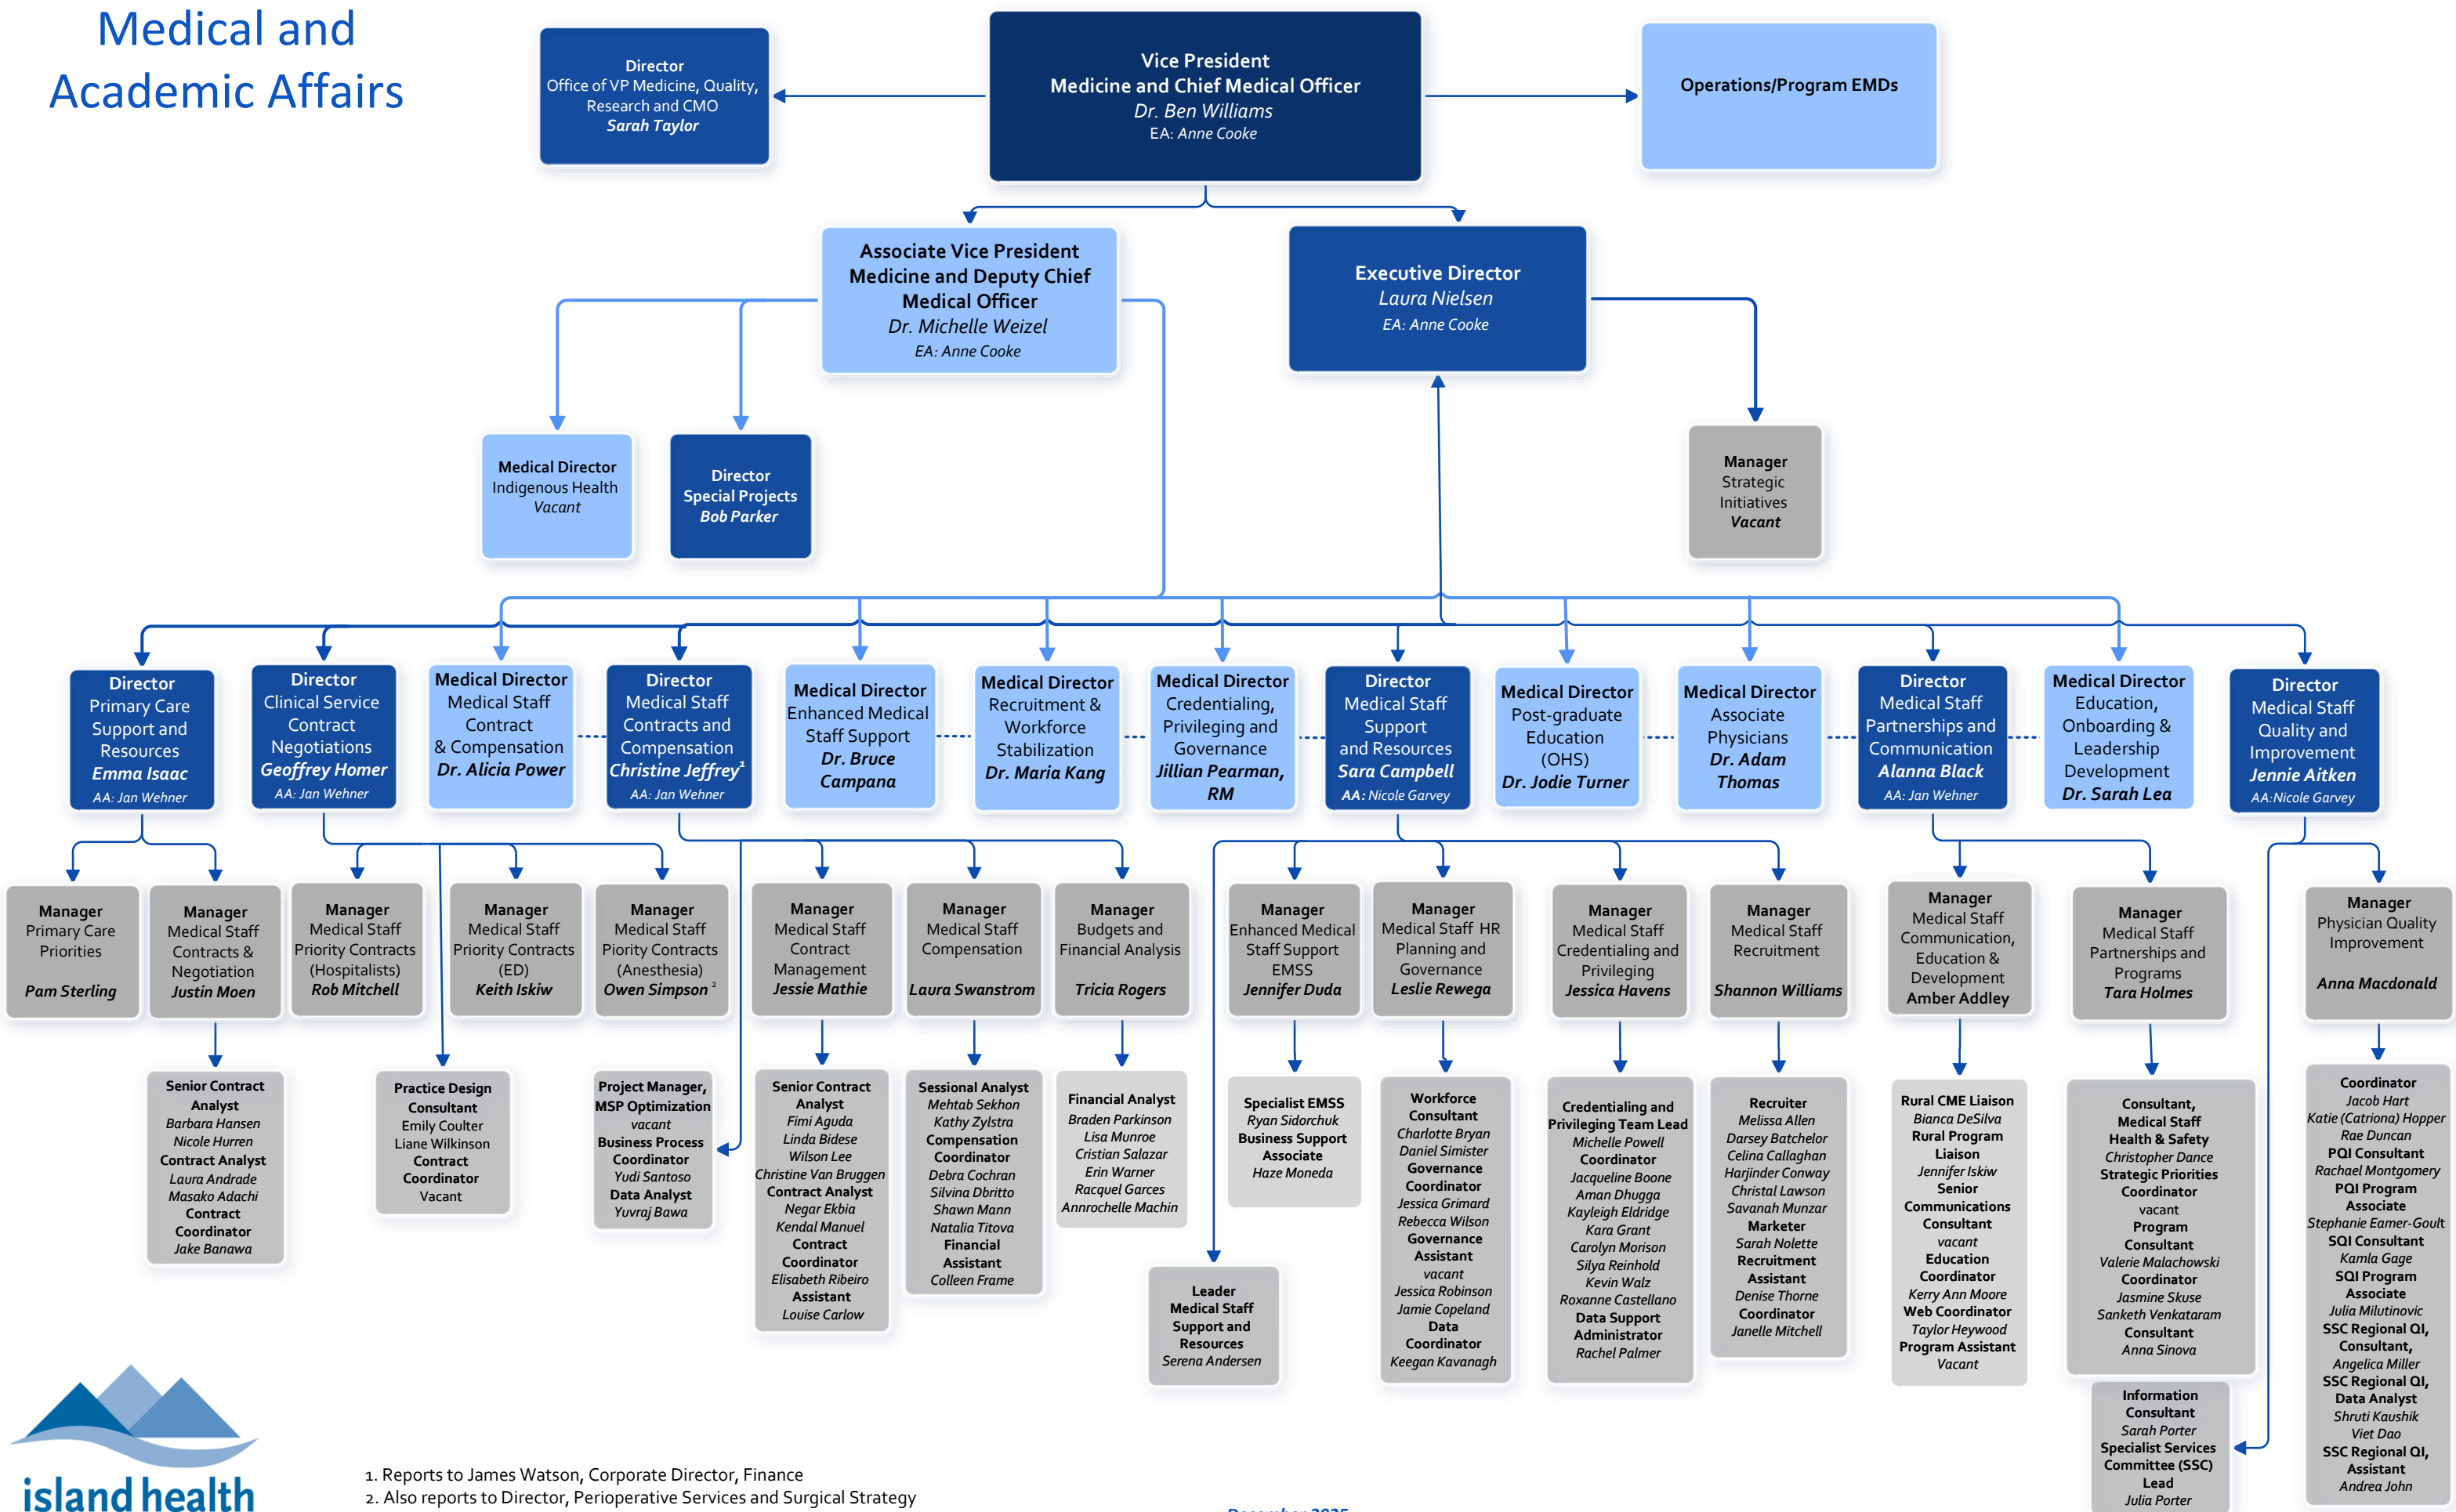 Medical and
Academic Affairs
Director
Office of VP Medicine, Quality,
Research and CMO
Sarah Taylor
Vice President
Medicine and Chief Medical Officer
Dr. Ben Williams
EA: Anne Cooke
Operations/Program EMDs
Associate Vice President
Medicine and Deputy Chief
Medical Officer
Dr. Michelle Weizel
EA: Anne Cooke
Executive Director
Laura Nielsen
EA: Anne Cooke
Medical Director
Indigenous Health
Vacant
Director
Special Projects
Bob Parker
Manager
Strategic
Initiatives
Vacant
Director
Primary Care
Support and
Resources
Emma Isaac
AA: Jan Wehner
Director
Clinical Service
Contract
Negotiations
Geoffrey Homer
AA: Jan Wehner
Medical Director
Medical Staff
Contract
& Compensation
Dr. Alicia Power
Director
Medical Staff
Contracts and
Compensation
Christine Jeffrey¹
AA: Jan Wehner
Medical Director
Enhanced Medical
Staff Support
Dr. Bruce
Campana
Medical Director
Recruitment &
Workforce
Stabilization
Dr. Maria Kang
Medical Director
Credentialing,
Privileging and
Governance
Jillian Pearman,
RM
Director
Medical Staff
Support
and Resources
Sara Campbell
AA: Nicole Garvey
Medical Director
Post-graduate
Education
(OHS)
Dr. Jodie Turner
Medical Director
Associate
Physicians
Dr. Adam
Thomas
Director
Medical Staff
Partnerships and
Communication
Alanna Black
AA: Jan Wehner
Medical Director
Education,
Onboarding &
Leadership
Development
Dr. Sarah Lea
Director
Medical Staff
Quality and
Improvement
Jennie Aitken
AA:Nicole Garvey
Manager
Primary Care
Priorities
Pam Sterling
Manager
Medical Staff
Contracts &
Negotiation
Justin Moen
Manager
Medical Staff
Priority Contracts
(Hospitalists)
Rob Mitchell
Manager
Medical Staff
Priority Contracts
(ED)
Keith Iskiw
Manager
Medical Staff
Piority Contracts
(Anesthesia)
Owen Simpson ²
Manager
Medical Staff
Contract
Management
Jessie Mathie
Manager
Medical Staff
Compensation
Laura Swanstrom
Manager
Budgets and
Financial Analysis
Tricia Rogers
Manager
Enhanced Medical
Staff Support
EMSS
Jennifer Duda
Manager
Medical Staff HR
Planning and
Governance
Leslie Rewega
Manager
Medical Staff
Credentialing and
Privileging
Jessica Havens
Manager
Medical Staff
Recruitment
Shannon Williams
Manager
Medical Staff
Communication,
Education &
Development
Amber Addley
Manager
Medical Staff
Partnerships and
Programs
Tara Holmes
Manager
Physician Quality
Improvement
Anna Macdonald
Senior Contract
Analyst
Barbara Hansen
Nicole Hurren
Contract Analyst
Laura Andrade
Masako Adachi
Contract
Coordinator
Jake Banawa
Practice Design
Consultant
Emily Coulter
Liane Wilkinson
Contract
Coordinator
Vacant
Project Manager,
MSP Optimization
vacant
Business Process
Coordinator
Yudi Santoso
Data Analyst
Yuvraj Bawa
Senior Contract
Analyst
Fimi Aguda
Linda Bidese
Wilson Lee
Christine Van Bruggen
Contract Analyst
Negar Ekbia
Kendal Manuel
Contract
Coordinator
Elisabeth Ribeiro
Assistant
Louise Carlow
Sessional Analyst
Mehtab Sekhon
Kathy Zylstra
Compensation
Coordinator
Debra Cochran
Silvina Dbritto
Shawn Mann
Natalia Titova
Financial
Assistant
Colleen Frame
Financial Analyst
Braden Parkinson
Lisa Munroe
Cristian Salazar
Erin Warner
Racquel Garces
Annrochelle Machin
Leader
Medical Staff
Support and
Resources
Serena Andersen
Specialist EMSS
Ryan Sidorchuk
Business Support
Associate
Haze Moneda
Workforce
Consultant
Charlotte Bryan
Daniel Simister
Governance
Coordinator
Jessica Grimard
Rebecca Wilson
Governance
Assistant
vacant
Jessica Robinson
Jamie Copeland
Data
Coordinator
Keegan Kavanagh
Credentialing and
Privileging Team Lead
Michelle Powell
Coordinator
Jacqueline Boone
Aman Dhugga
Kayleigh Eldridge
Kara Grant
Carolyn Morison
Silya Reinhold
Kevin Walz
Roxanne Castellano
Data Support
Administrator
Rachel Palmer
Recruiter
Melissa Allen
Darsey Batchelor
Celina Callaghan
Harjinder Conway
Christal Lawson
Savanah Munzar
Marketer
Sarah Nolette
Recruitment
Assistant
Denise Thorne
Coordinator
Janelle Mitchell
Rural CME Liaison
Bianca DeSilva
Rural Program
Liaison
Jennifer Iskiw
Senior
Communications
Consultant
vacant
Education
Coordinator
Kerry Ann Moore
Web Coordinator
Taylor Heywood
Program Assistant
Vacant
Consultant,
Medical Staff
Health & Safety
Christopher Dance
Strategic Priorities
Coordinator
vacant
Program
Consultant
Valerie Malachowski
Coordinator
Jasmine Skuse
Sanketh Venkataram
Consultant
Anna Sinova
Information
Consultant
Sarah Porter
Specialist Services
Committee (SSC)
Lead
Julia Porter
Coordinator
Jacob Hart
Katie (Catriona) Hopper
Rae Duncan
PQI Consultant
Rachael Montgomery
PQI Program
Associate
Stephanie Eamer-Goult
SQI Consultant
Kamla Gage
SQI Program
Associate
Julia Milutinovic
SSC Regional QI,
Consultant,
Angelica Miller
SSC Regional QI,
Data Analyst
Shruti Kaushik
Viet Dao
SSC Regional QI,
Assistant
Andrea John
island health
1. Reports to James Watson, Corporate Director, Finance
2. Also reports to Director, Perioperative Services and Surgical Strategy
December 2025